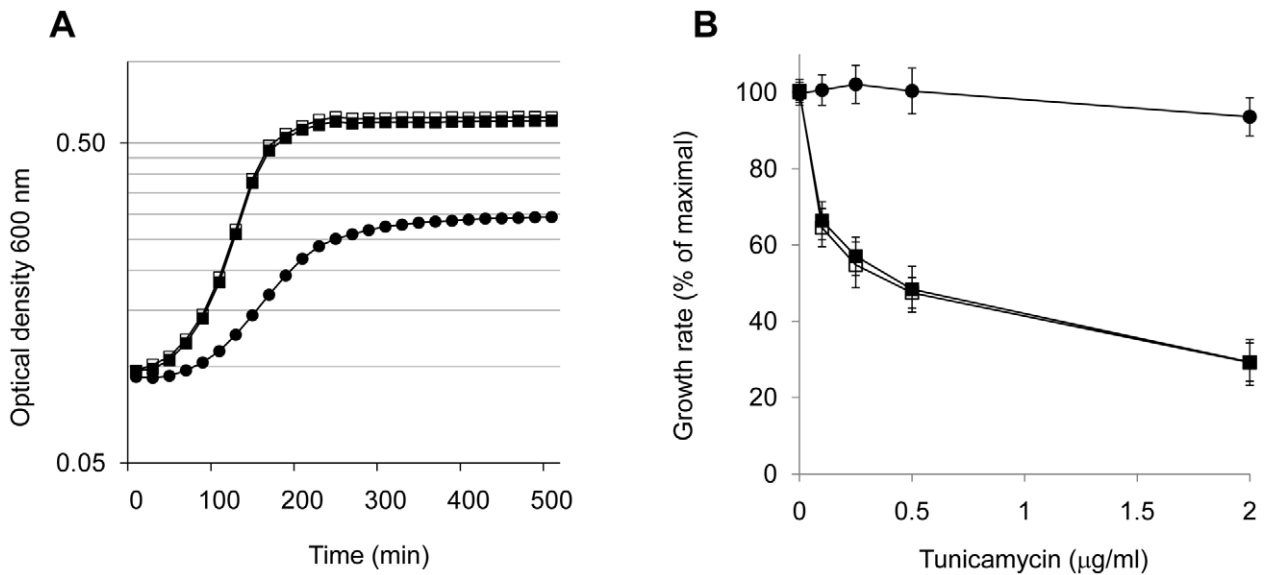 A
Optical density 600 nm
0.50
0.05
0 100 200 300 400 500
Time (min)
B
Growth rate (% of maximal)
100
80
60
40
20
0
0 0.5 1 1.5 2
Tunicamycin (µg/ml)